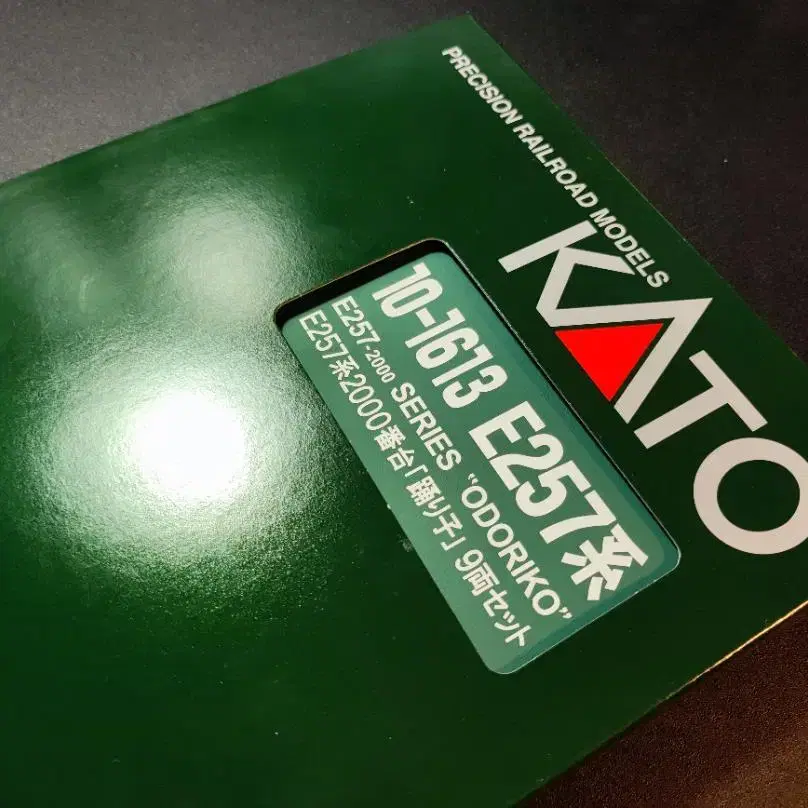 PRECISION RAILROAD MODELS
KATO
10-1613 E257系
E257-2000 SERIES "ODORIKO"
E257系2000番台「踊り子」9両セット